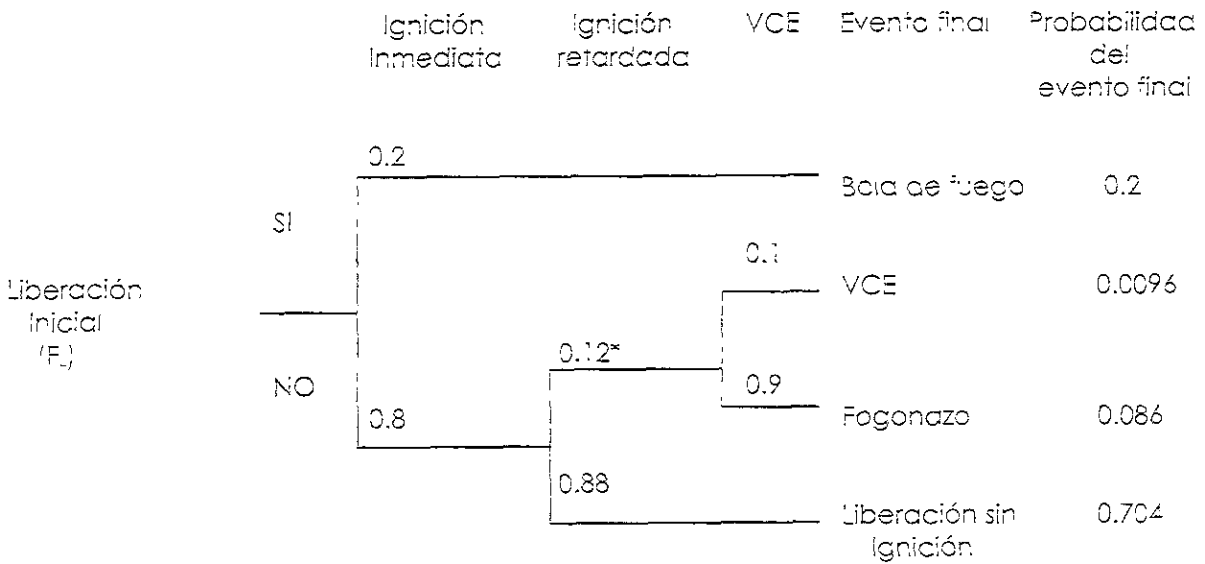 Ignición Inmediata
Ignición retardada
VCE
Evento final
Probabilidad del evento final
0.2
Bola de fuego
0.2
SI
0.1
Liberación Inicial
VCE
0.0096
0.12*
NO
0.9
0.8
Fogonazo
0.086
0.88
Liberación sin Ignición
0.704